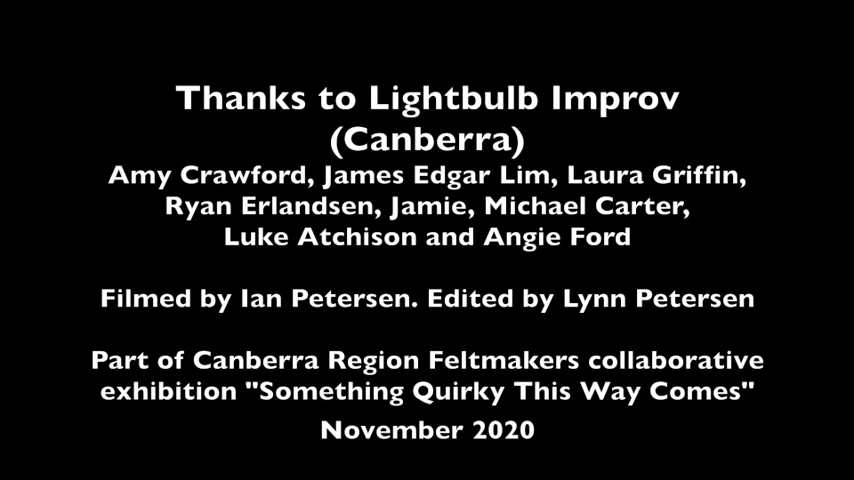 Thanks to Lightbulb Improv
(Canberra)
Amy Crawford, James Edgar Lim, Laura Griffin,
Ryan Erlandsen, Jamie, Michael Carter,
Luke Atchison and Angie Ford
Filmed by Ian Petersen. Edited by Lynn Petersen
Part of Canberra Region Feltmakers collaborative
exhibition "Something Quirky This Way Comes"
November 2020